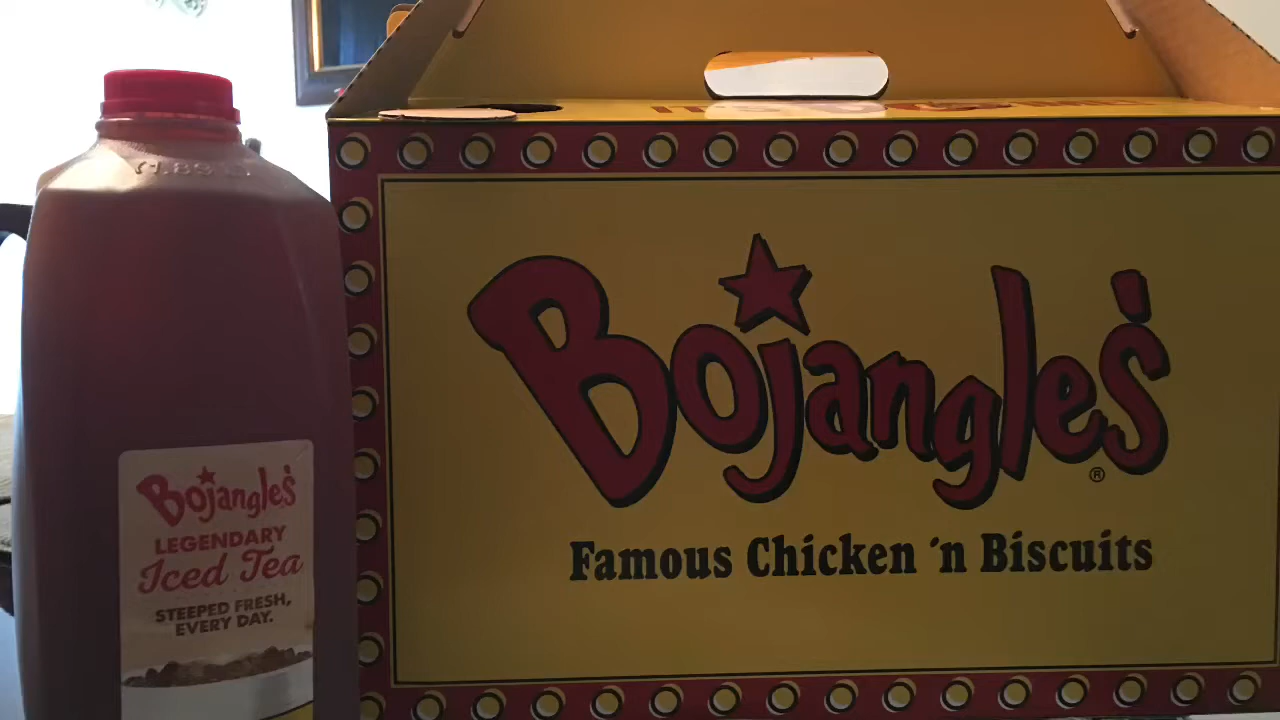 Bojangles'
LEGENDARY
Iced Tea
STEEPED FRESH,
EVERY DAY.
Bojangles'
®
Famous Chicken 'n Biscuits